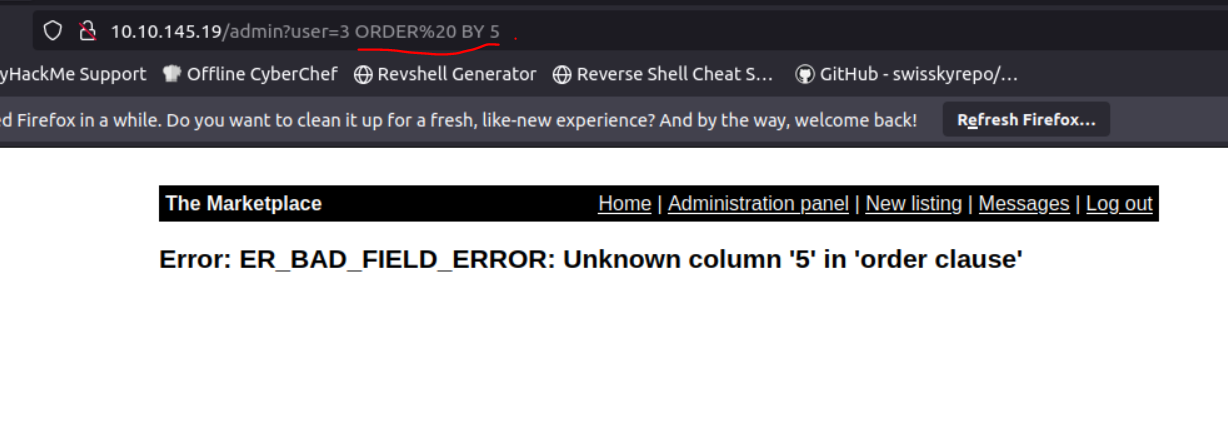 10.10.145.19/admin?user=3 ORDER%20 BY 5
yHackMe Support Offline CyberChef Revshell Generator Reverse Shell Cheat S… GitHub - swisskyrepo/…
d Firefox in a while. Do you want to clean it up for a fresh, like-new experience? And by the way, welcome back! Refresh Firefox…
The Marketplace Home | Administration panel | New listing | Messages | Log out
Error: ER_BAD_FIELD_ERROR: Unknown column '5' in 'order clause'